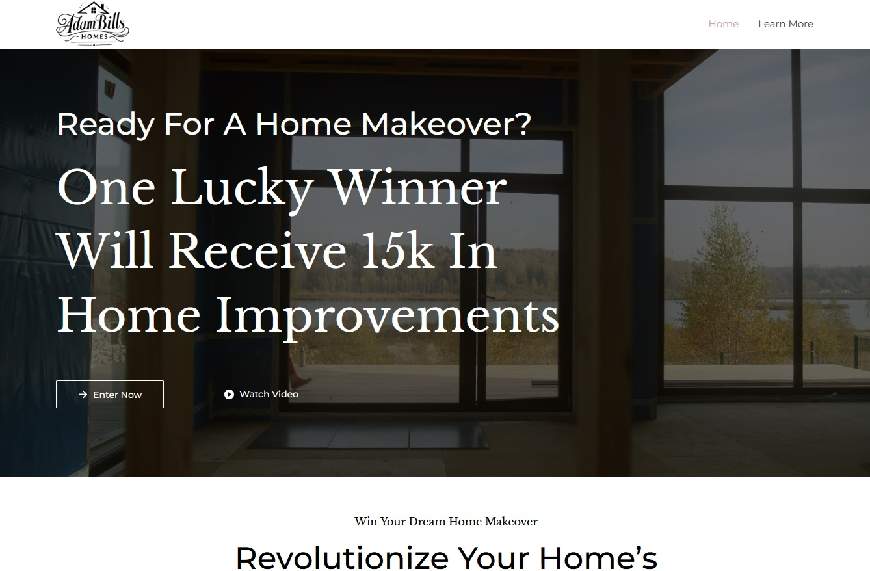 Adam Bills
HOMES
Home
Learn More
Ready For A Home Makeover?
One Lucky Winner
Will Receive 15k In
Home Improvements
Enter Now
Watch Video
Win Your Dream Home Makeover
Revolutionize Your Home’s